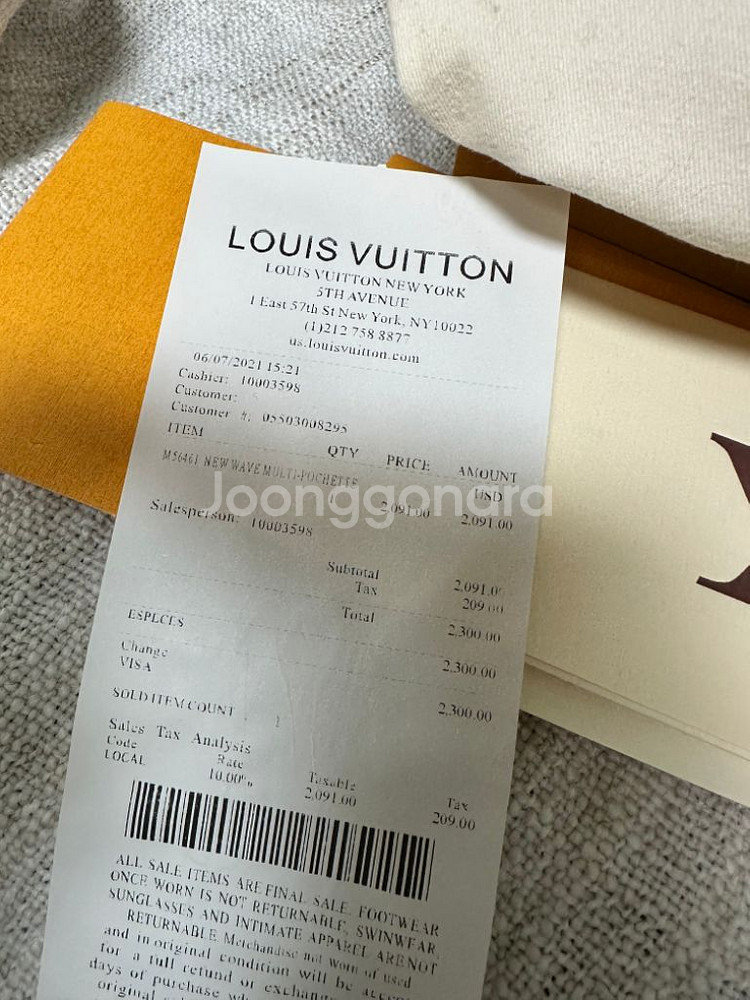 LOUIS VUITTON
LOUIS VUITTON NEW YORK
5TH AVENUE
1 East 57th St New York, NY10022
(1)212 758 8877
us.louisvuitton.com
06/07/2021 15:21
Cashier: 10003598
Customer:
Customer #: 05503008295
ITEM QTY PRICE AMOUNT
USD
M56461 NEW WAVE MULTI-POCHETTE
1 2,091.00 2,091.00
Joonggonara
Salesperson: 10003598
Subtotal 2,091.0
Tax 209.00
Total 2,300.00
ESPECES 2,300.00
Change
VISA 2,300.00
SOLD ITEM COUNT 1
Sales Tax Analysis
Code Rate Taxable Tax
LOCAL 10.00% 2,091.00 209.00
ALL SALE ITEMS ARE FINAL SALE. FOOTWEAR
ONCE WORN IS NOT RETURNABLE, SWINWEAR,
SUNGLASSES AND INTIMATE APPAREL ARE NOT
RETURNABLE. Merchandise not worn of used
and in original condition will be
for a full refund or exchang
days of purchase
original